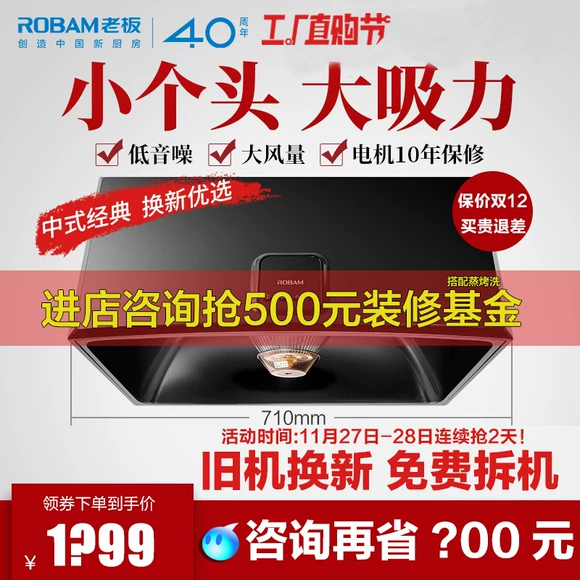 ROBAM老板 40周年 工厂直购节
创造中国新厨房
小个头 大吸力
低音噪 大风量 电机10年保修
中式经典 换新优选
保价双12
买贵退差
ROBAM
搭配蒸烤洗
进店咨询抢500元装修基金
710mm
活动时间:11月27日-28日连续抢2天!
旧机换新 免费拆机
领券下单到手价
¥1?99
咨询再省 ?00 元